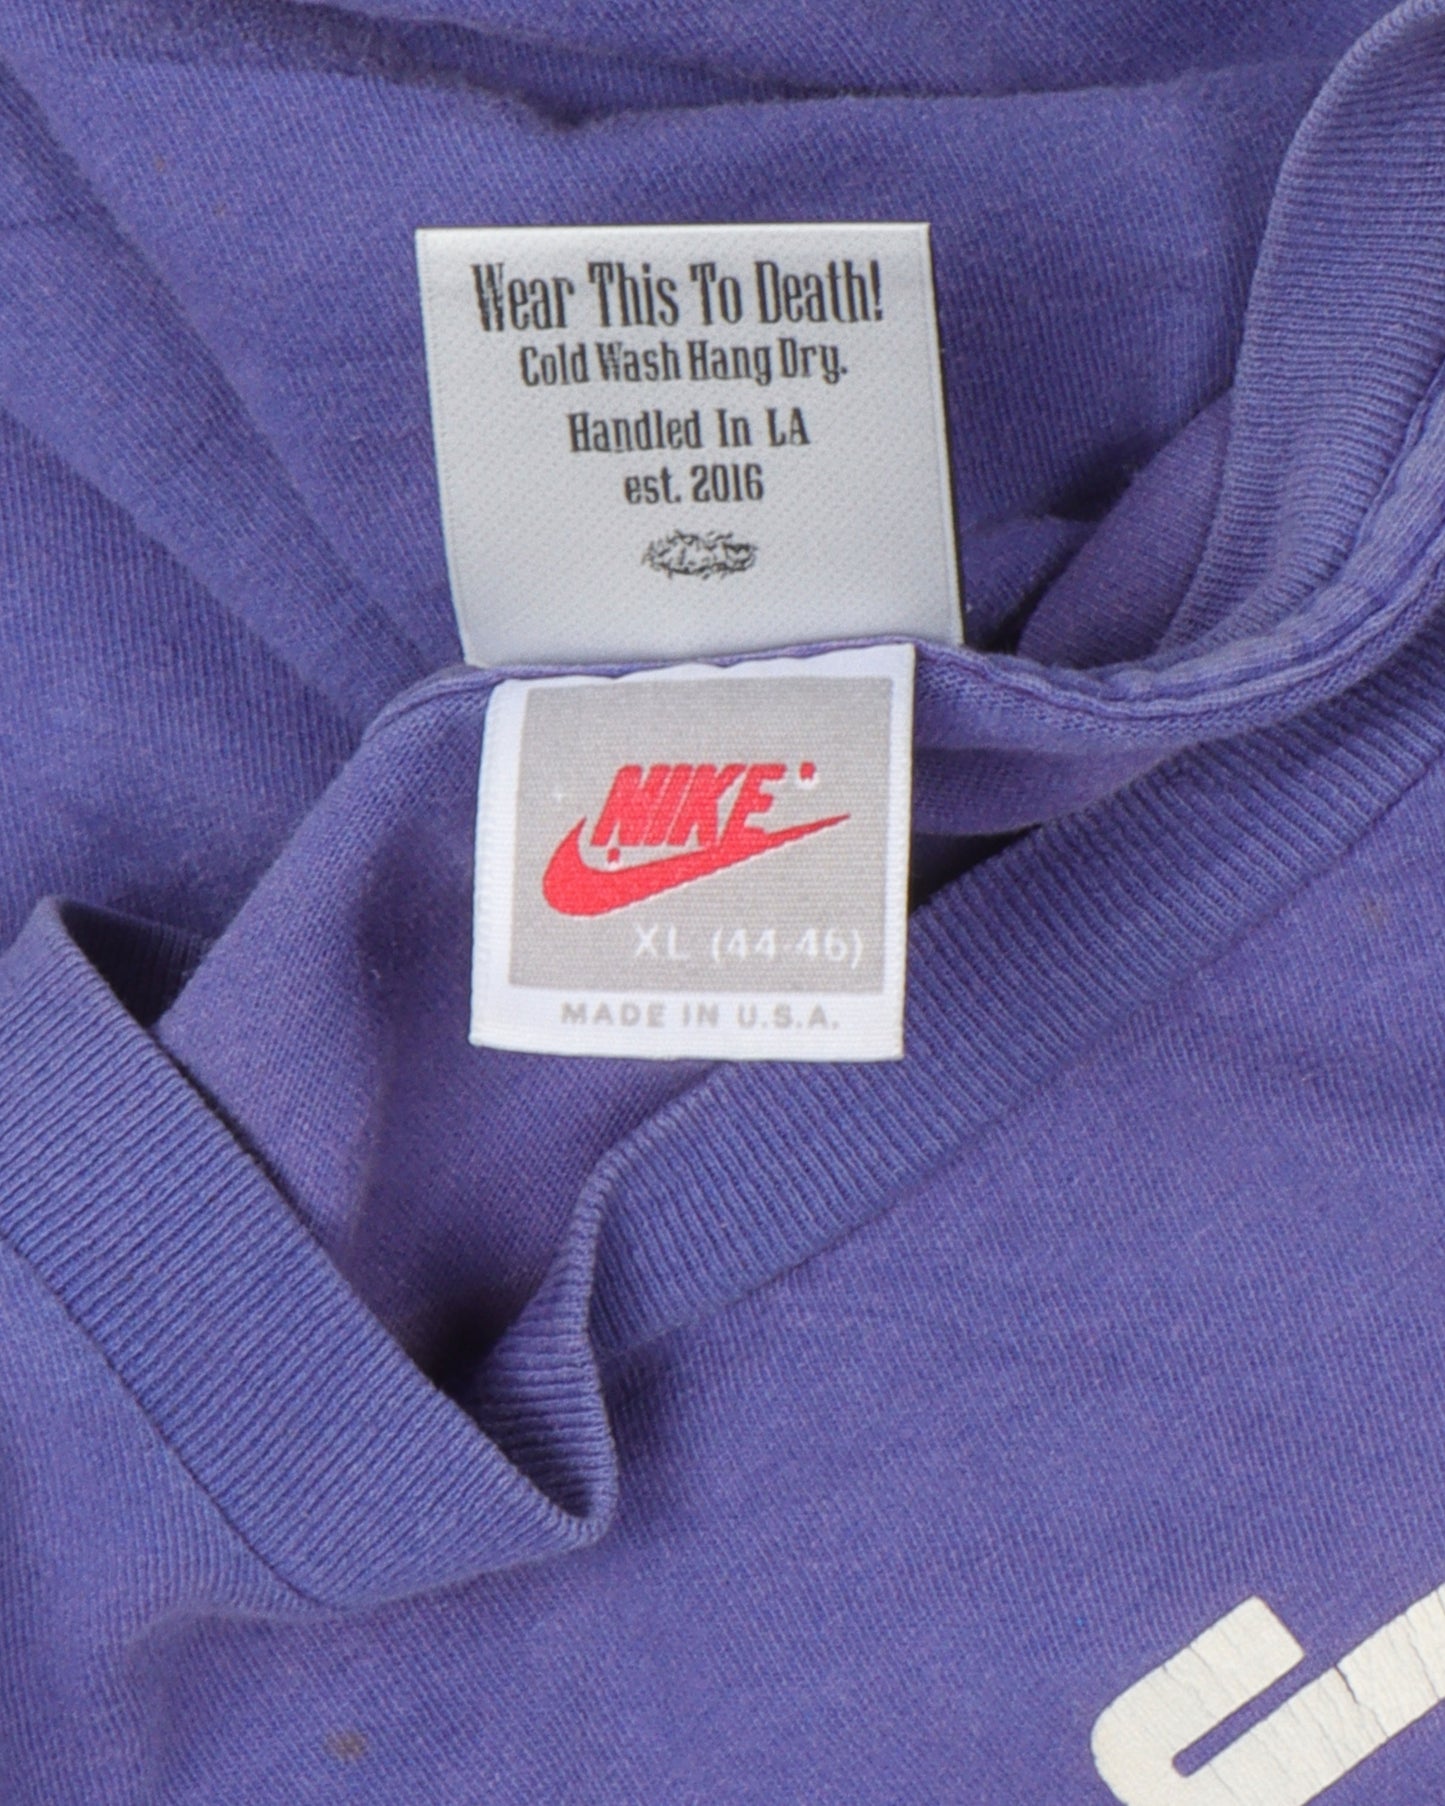 Wear This To Death!
Cold Wash Hang Dry.
Handled In LA
est. 2016
NIKE
XL (44-46)
MADE IN U.S.A.